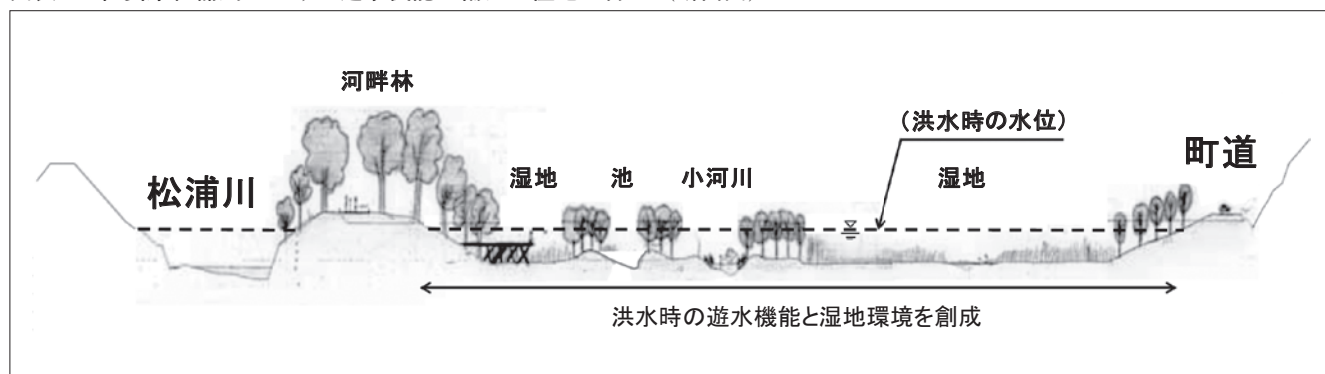 河畔林
(洪水時の水位)
町道
松浦川
湿地
池
小河川
湿地
洪水時の遊水機能と湿地環境を創成